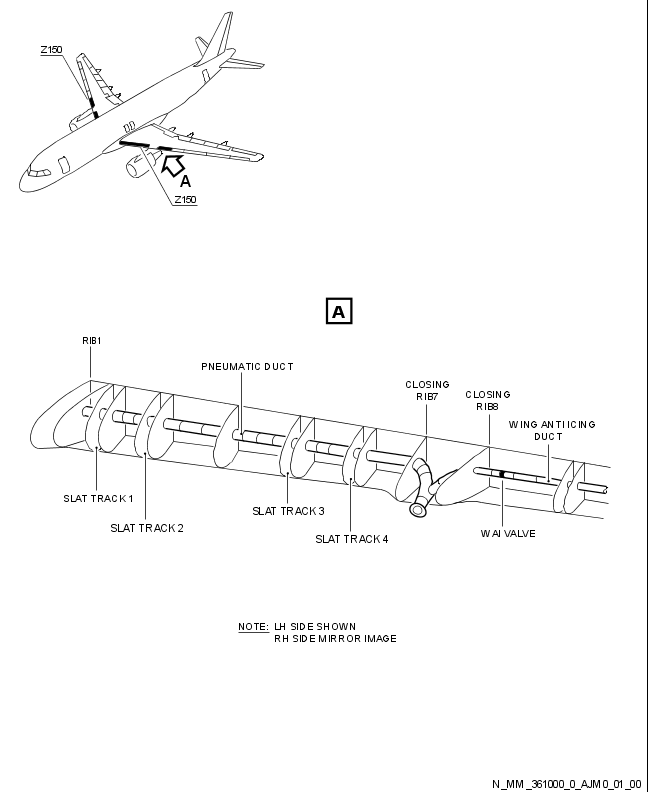 Z150
A
Z150
A
RIB1
PNEUMATIC DUCT
CLOSING
RIB7
CLOSING
RIB8
WING ANTI ICING
DUCT
SLAT TRACK 1
SLAT TRACK 2
SLAT TRACK 3
SLAT TRACK 4
WAI VALVE
NOTE: LH SIDE SHOWN
RH SIDE MIRROR IMAGE
N_MM_361000_0_AJM0_01_00